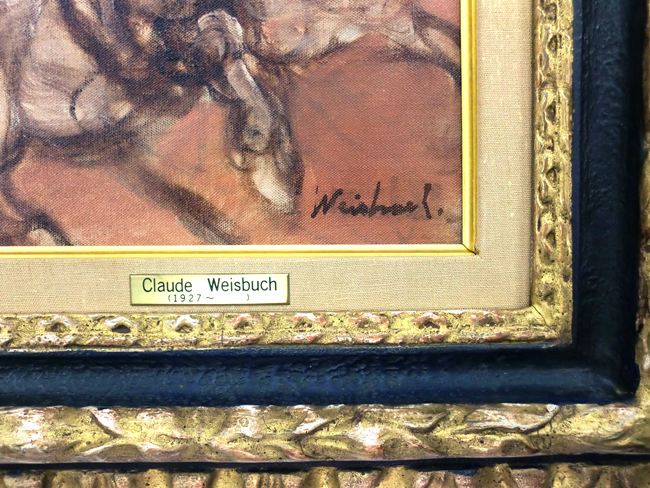 Weisbuch.
Claude Weisbuch
(1927～ )